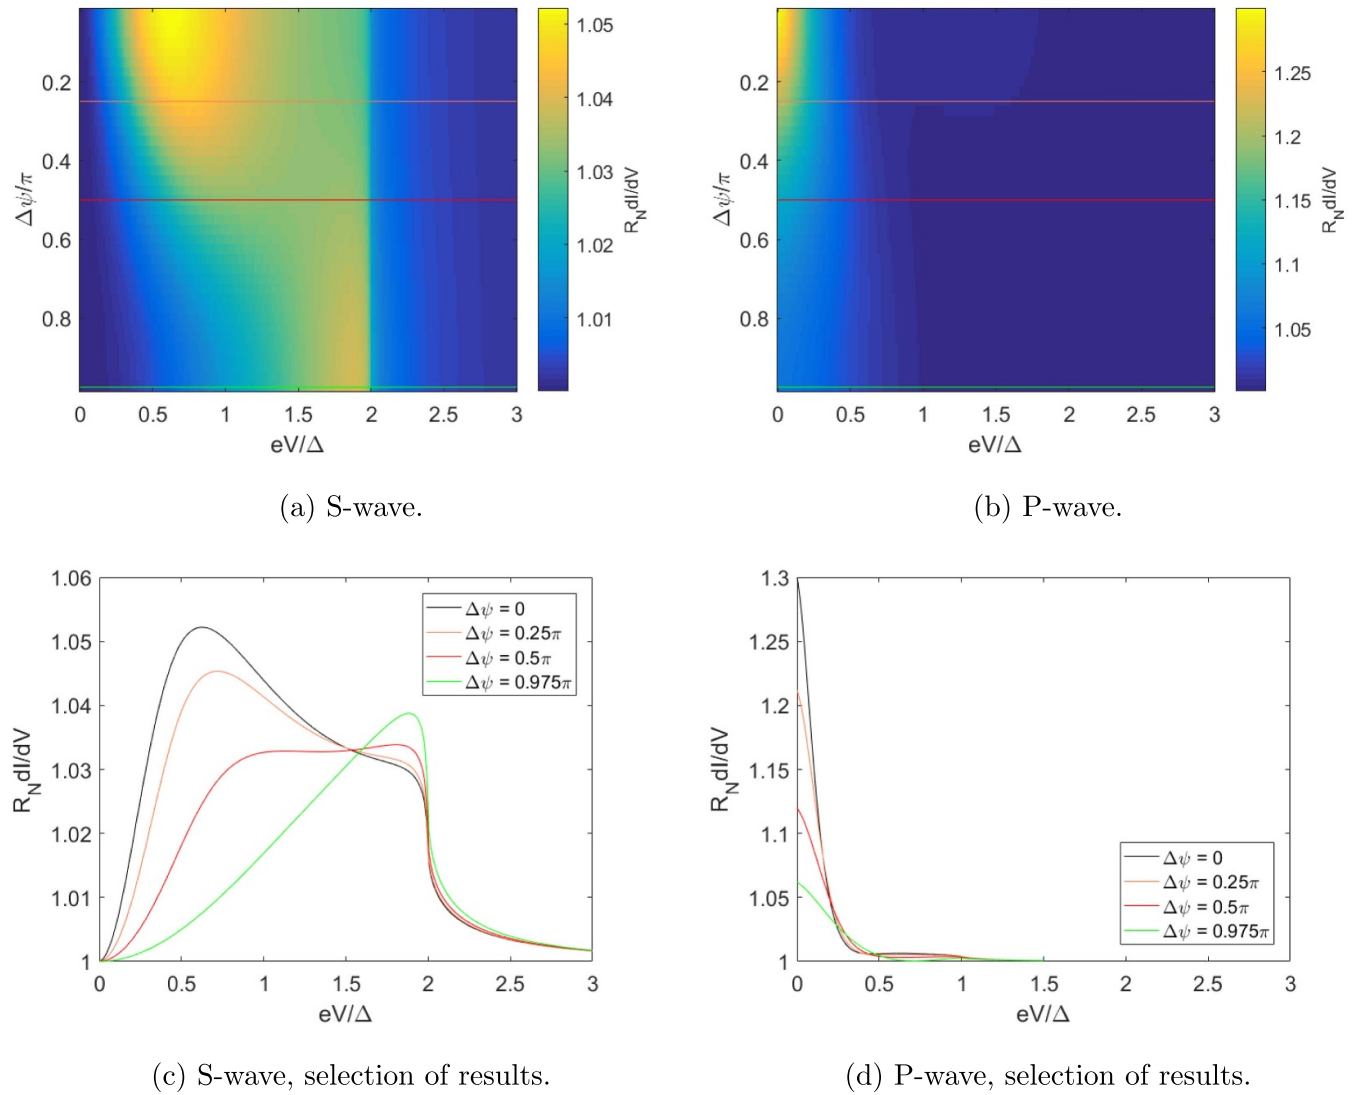 0.2
0.4
0.6
0.8
Δψ/π
0 0.5 1 1.5 2 2.5 3
eV/Δ
1.05
1.04
1.03
1.02
1.01
R_N dI/dV
(a) S-wave.
0.2
0.4
0.6
0.8
Δψ/π
0 0.5 1 1.5 2 2.5 3
eV/Δ
1.25
1.2
1.15
1.1
1.05
R_N dI/dV
(b) P-wave.
1.06
1.05
1.04
1.03
1.02
1.01
1
R_N dI/dV
Δψ = 0
Δψ = 0.25π
Δψ = 0.5π
Δψ = 0.975π
0 0.5 1 1.5 2 2.5 3
eV/Δ
(c) S-wave, selection of results.
1.3
1.25
1.2
1.15
1.1
1.05
1
R_N dI/dV
Δψ = 0
Δψ = 0.25π
Δψ = 0.5π
Δψ = 0.975π
0 0.5 1 1.5 2 2.5 3
eV/Δ
(d) P-wave, selection of results.